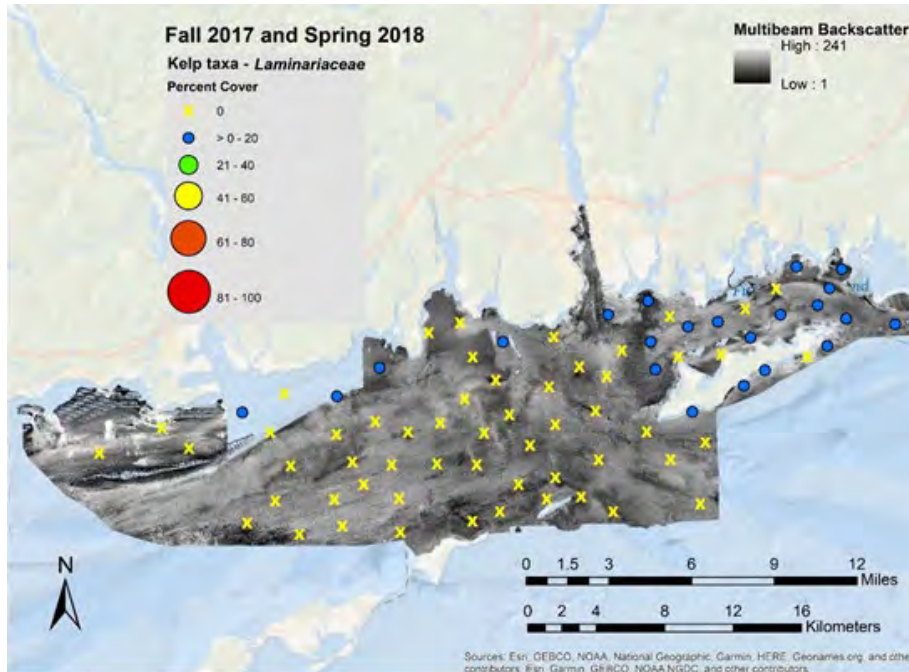 Fall 2017 and Spring 2018
Kelp taxa - Laminariaceae
Percent Cover
0
> 0 - 20
21 - 40
41 - 60
61 - 80
81 - 100
Multibeam Backscatter
High : 241
Low : 1
N
0 1.5 3 6 9 12
Miles
0 2 4 8 12 16
Kilometers
Sources: Esri, GEBCO, NOAA, National Geographic, Garmin, HERE, Geonames.org, and othe
contributors, Esri, Garmin, GEBCO, NOAA NGDC, and other contributors